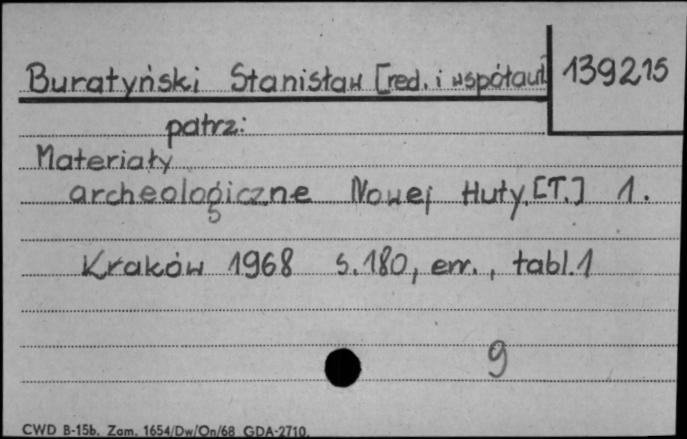 Buratyński Stanisław [red. i współaut]
139215
patrz:
Materiały
archeologiczne Nowej Huty. [T.] 1.
Kraków 1968 s. 180, err., tabl. 1
9
CWD B-15b. Zam. 1654/Dw/On/68 GDA-2710.